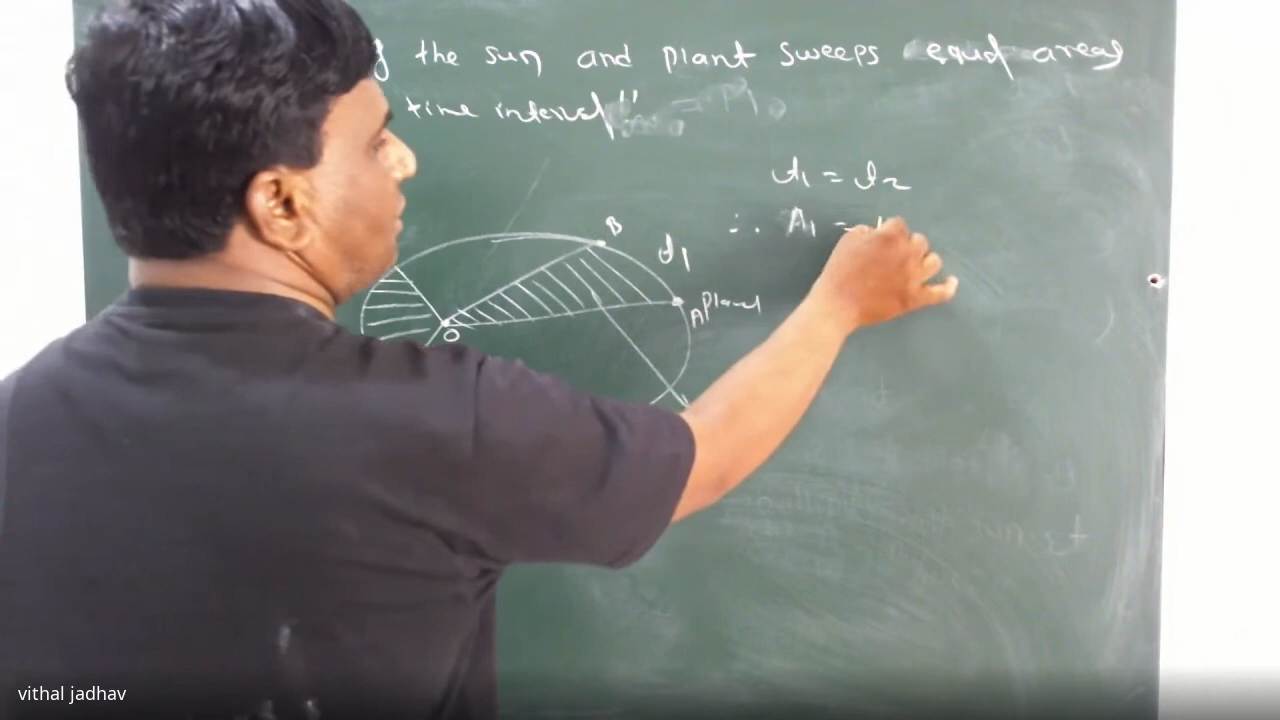 the sun and plant sweeps equal areas
time interval"
t1 = t2
∴ A1 =
B
t1
A
Planet
O
vithal jadhav